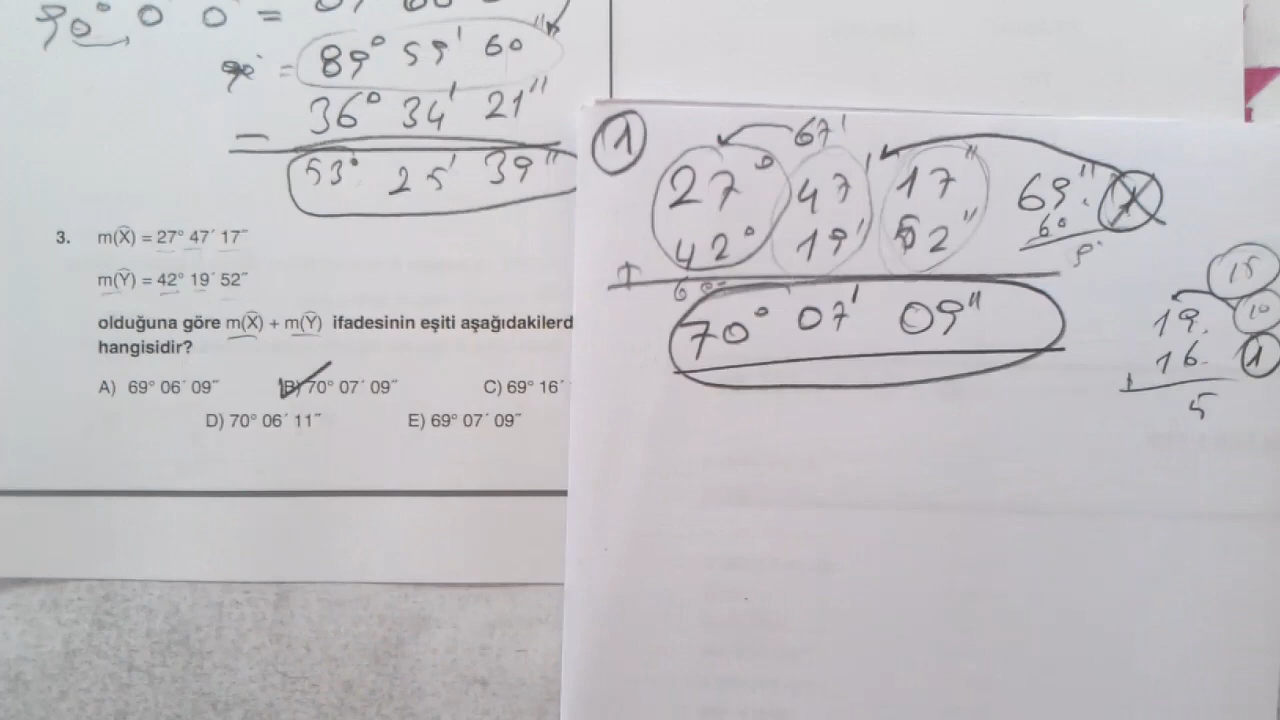 90° 0 0 =
= 89° 59' 60"
36° 34' 21"
—
53° 25' 39"
3. m(X̂) = 27° 47´ 17˝
m(Ŷ) = 42° 19´ 52˝
olduğuna göre m(X̂) + m(Ŷ) ifadesinin eşiti aşağıdakilerd
hangisidir?
A) 69° 06´ 09˝ B) 70° 07´ 09˝ C) 69° 16´
D) 70° 06´ 11˝ E) 69° 07´ 09˝
1
67'
27° 47' 17" 69" 1
+ 42° 19' 52" 60
9
60
70° 07' 09"
15
19 10
+ 16 1
5